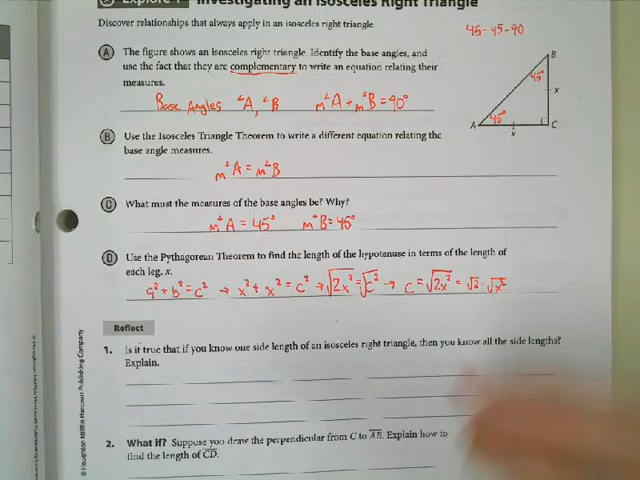 Explore 1 Investigating an Isosceles Right Triangle
Discover relationships that always apply in an isosceles right triangle.
45-45-90
A The figure shows an isosceles right triangle. Identify the base angles, and
use the fact that they are complementary to write an equation relating their
measures.
Base Angles ∠A, ∠B m∠A + m∠B = 90°
B
45°
x
A
45°
C
x
B Use the Isosceles Triangle Theorem to write a different equation relating the
base angle measures.
m∠A = m∠B
C What must the measures of the base angles be? Why?
m∠A = 45° m∠B = 45°
D Use the Pythagorean Theorem to find the length of the hypotenuse in terms of the length of
each leg, x.
a² + b² = c² → x² + x² = c² → √2x² = √c² → c = √2x² = √2 · √x²
Reflect
1. Is it true that if you know one side length of an isosceles right triangle, then you know all the side lengths?
Explain.
2. What if? Suppose you draw the perpendicular from C to AB. Explain how to
find the length of CD.
© Houghton Mifflin Harcourt Publishing Company